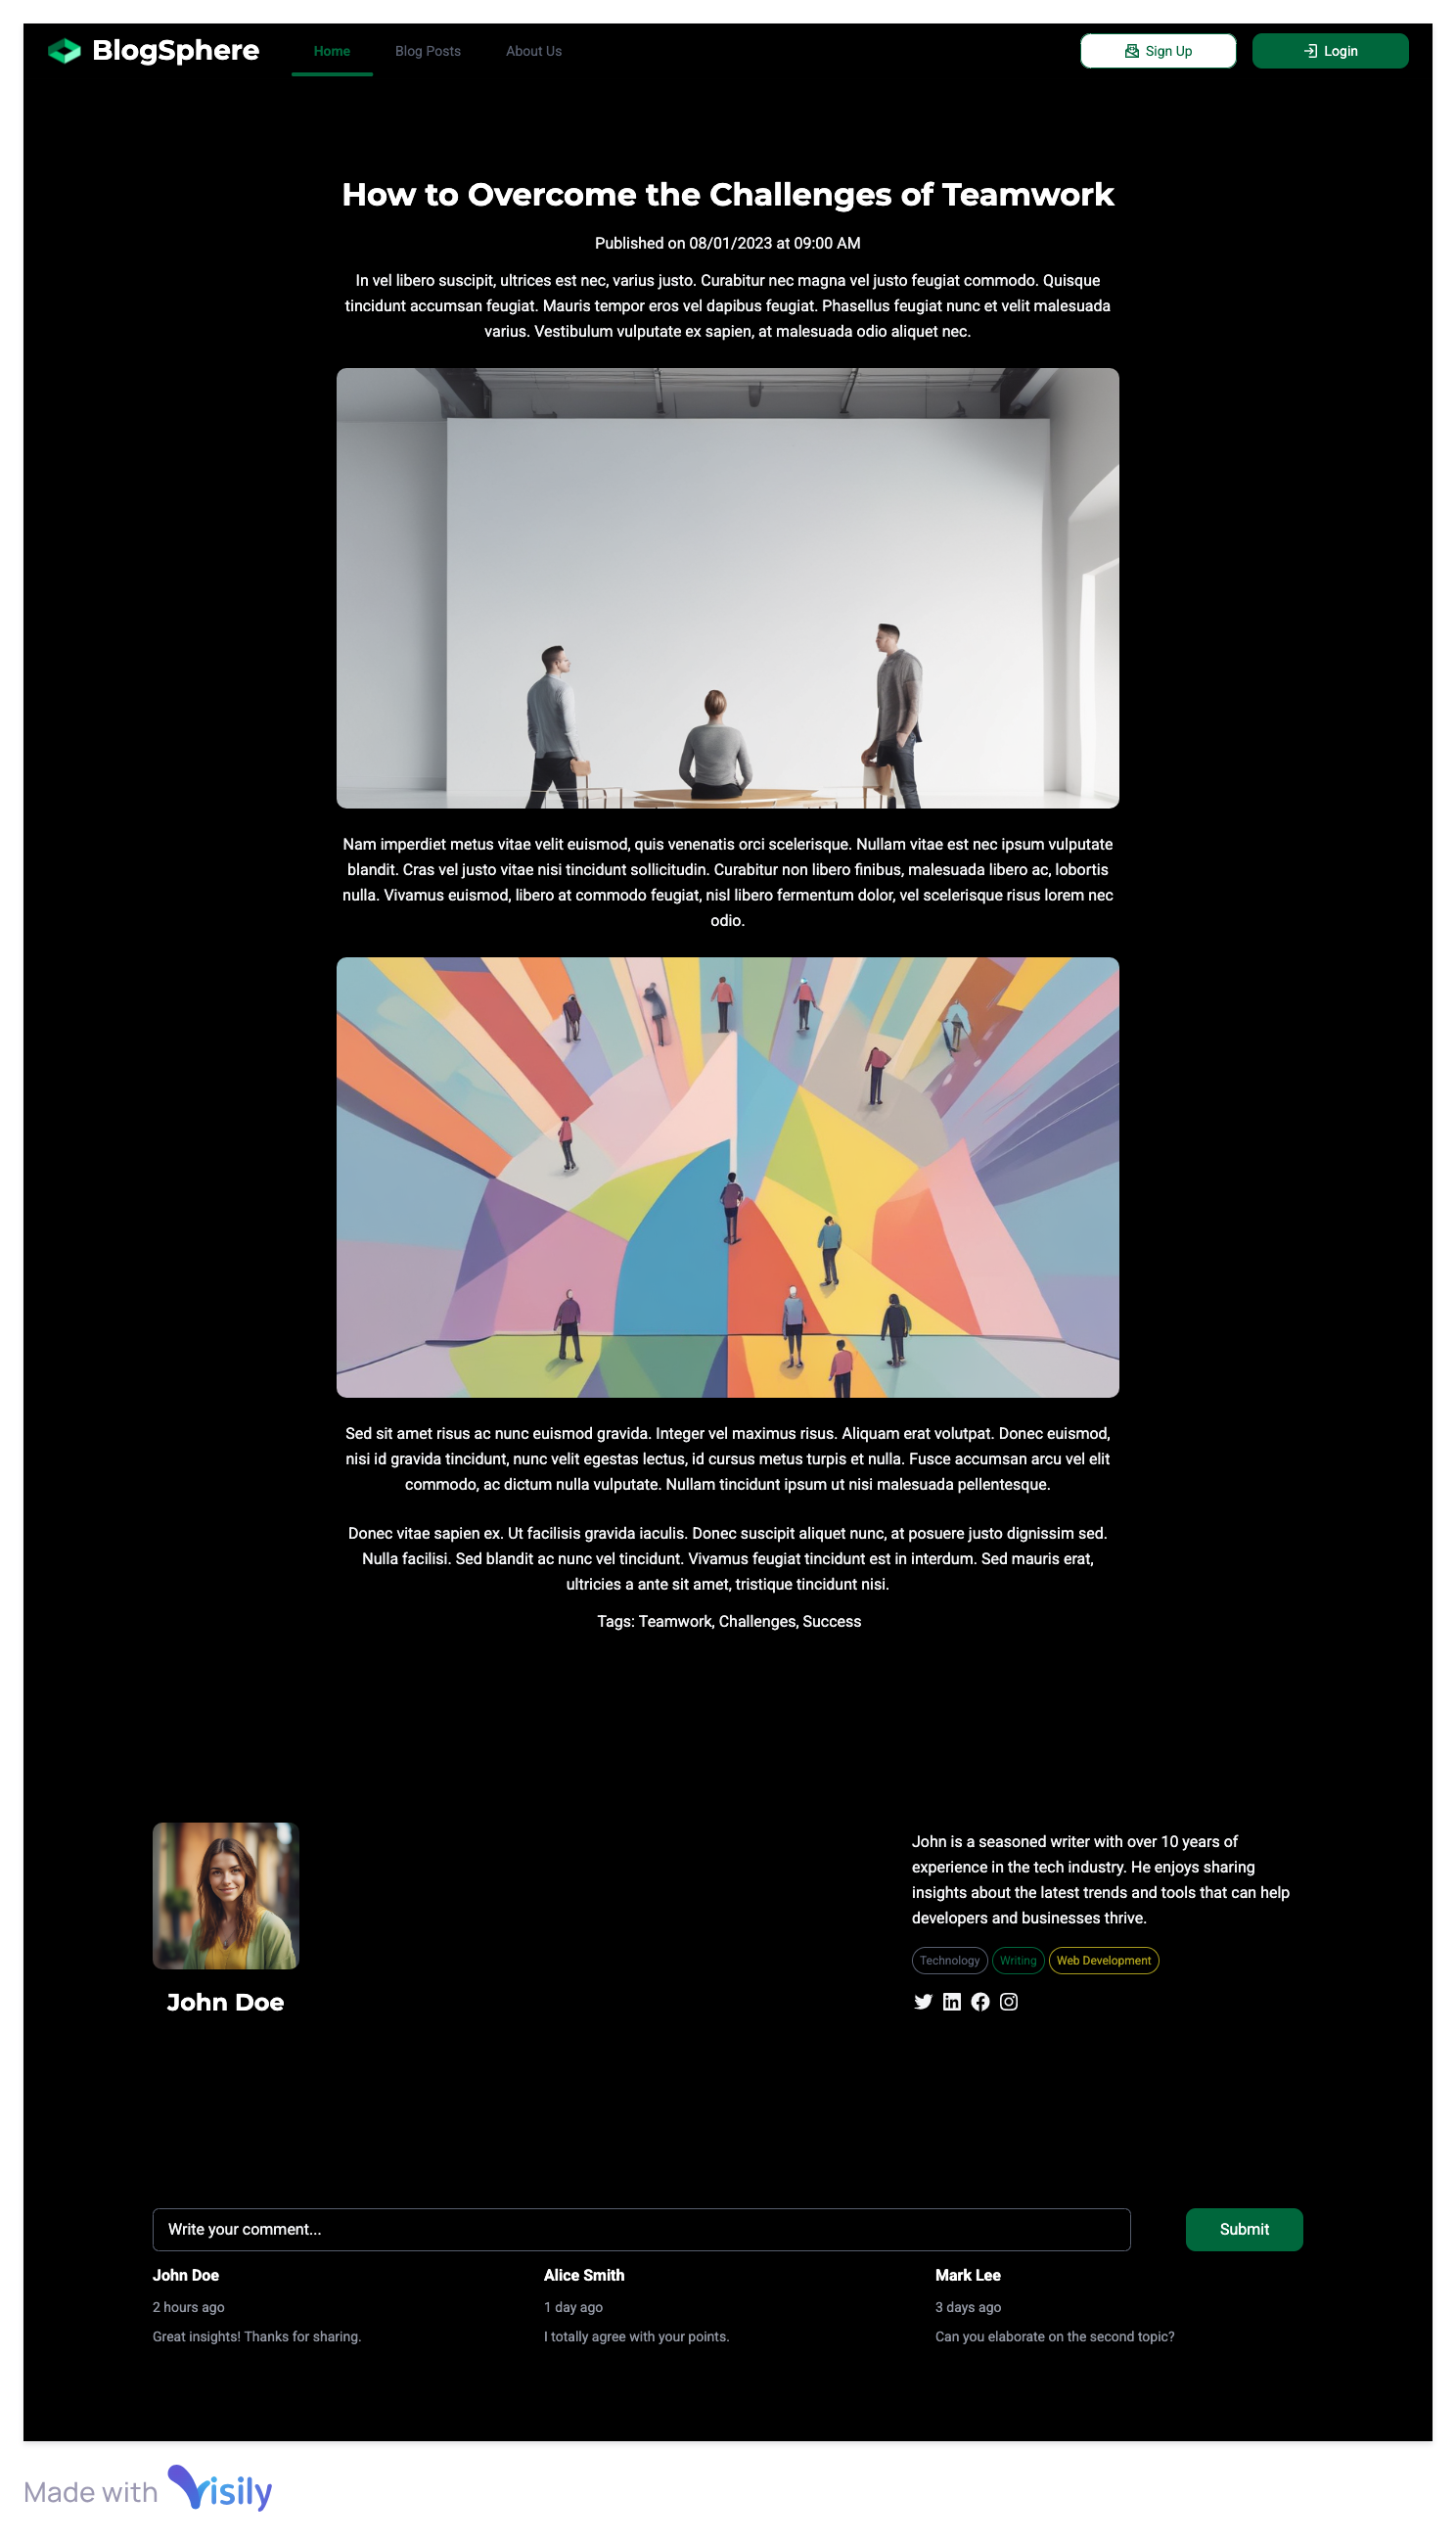 BlogSphere
Home
Blog Posts
About Us
Sign Up
Login
How to Overcome the Challenges of Teamwork
Published on 08/01/2023 at 09:00 AM
In vel libero suscipit, ultrices est nec, varius justo. Curabitur nec magna vel justo feugiat commodo. Quisque
tincidunt accumsan feugiat. Mauris tempor eros vel dapibus feugiat. Phasellus feugiat nunc et velit malesuada
varius. Vestibulum vulputate ex sapien, at malesuada odio aliquet nec.
Nam imperdiet metus vitae velit euismod, quis venenatis orci scelerisque. Nullam vitae est nec ipsum vulputate
blandit. Cras vel justo vitae nisi tincidunt sollicitudin. Curabitur non libero finibus, malesuada libero ac, lobortis
nulla. Vivamus euismod, libero at commodo feugiat, nisl libero fermentum dolor, vel scelerisque risus lorem nec
odio.
Sed sit amet risus ac nunc euismod gravida. Integer vel maximus risus. Aliquam erat volutpat. Donec euismod,
nisi id gravida tincidunt, nunc velit egestas lectus, id cursus metus turpis et nulla. Fusce accumsan arcu vel elit
commodo, ac dictum nulla vulputate. Nullam tincidunt ipsum ut nisi malesuada pellentesque.
Donec vitae sapien ex. Ut facilisis gravida iaculis. Donec suscipit aliquet nunc, at posuere justo dignissim sed.
Nulla facilisi. Sed blandit ac nunc vel tincidunt. Vivamus feugiat tincidunt est in interdum. Sed mauris erat,
ultricies a ante sit amet, tristique tincidunt nisi.
Tags: Teamwork, Challenges, Success
John Doe
John is a seasoned writer with over 10 years of
experience in the tech industry. He enjoys sharing
insights about the latest trends and tools that can help
developers and businesses thrive.
Technology
Writing
Web Development
Write your comment...
Submit
John Doe
2 hours ago
Great insights! Thanks for sharing.
Alice Smith
1 day ago
I totally agree with your points.
Mark Lee
3 days ago
Can you elaborate on the second topic?
Made with Visily